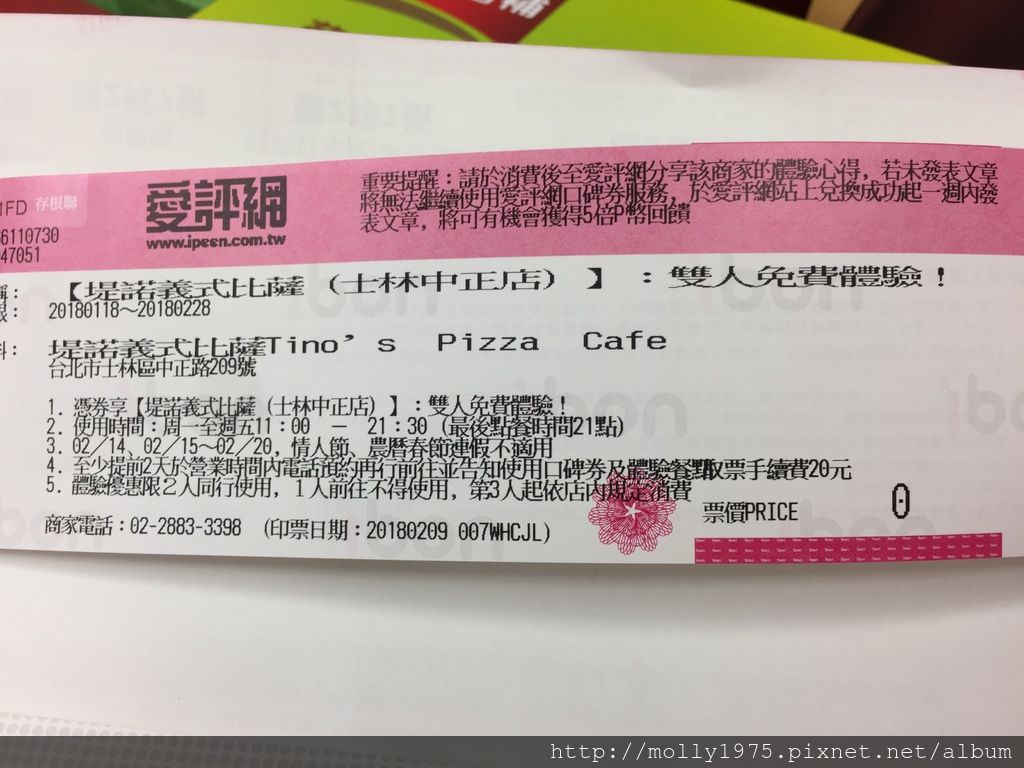 補
1FD 存根聯
6110730
47051
愛評網
www.ipeen.com.tw
重要提醒：請於消費後至愛評網分享該商家的體驗心得，若未發表文章
將無法繼續使用愛評網口碑券服務，於愛評網站上兌換成功起一週內發
表文章，將可有機會獲得5倍P幣回饋
【堤諾義式比薩（士林中正店）】：雙人免費體驗！
20180118～20180228
堤諾義式比薩Tino's Pizza Cafe
台北市士林區中正路209號
1. 憑券享【堤諾義式比薩（士林中正店）】：雙人免費體驗！
2. 使用時間：周一至週五11：00 － 21：30（最後點餐時間21點）
3. 02/14、02/15～02/20，情人節、農曆春節連假不適用
4. 至少提前2天於營業時間內電話預約再行前往並告知使用口碑券及體驗餐點
取票手續費20元
5. 體驗優惠限２人同行使用，１人前往不得使用，第3人起依店內規定消費
票價PRICE 0
商家電話：02-2883-3398 （印票日期：20180209 007WHCJL）
http://molly1975.pixnet.net/album